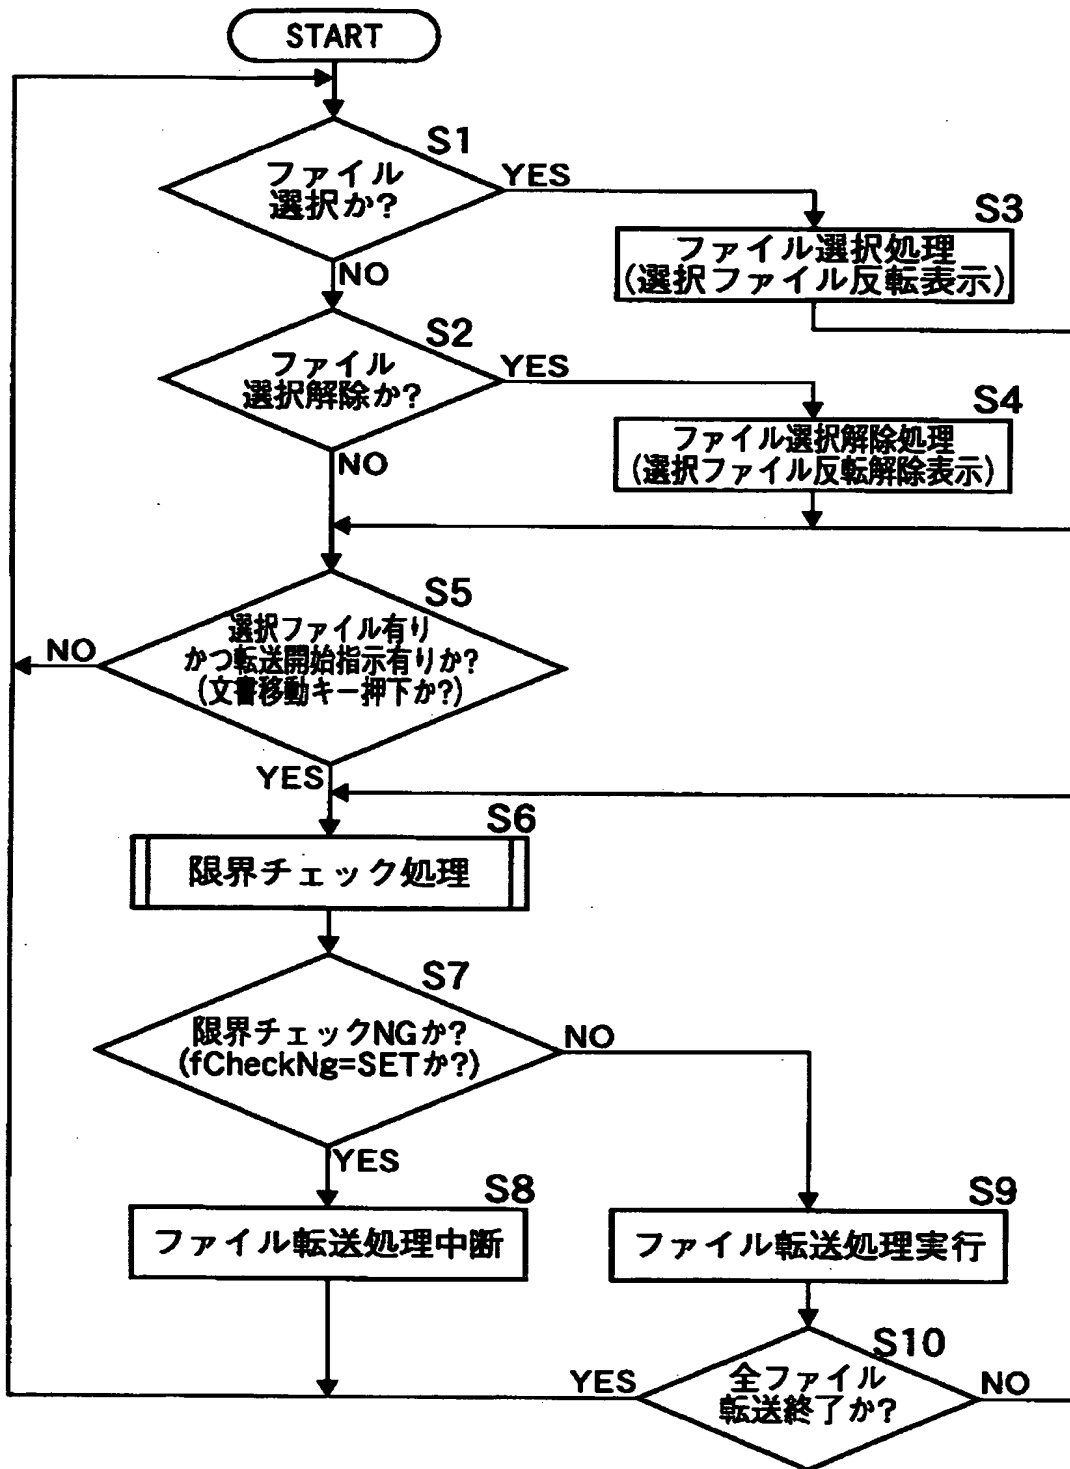 START
S1
ファイル
選択か?
YES
NO
S3
ファイル選択処理
(選択ファイル反転表示)
S2
ファイル
選択解除か?
YES
NO
S4
ファイル選択解除処理
(選択ファイル反転解除表示)
S5
選択ファイル有り
かつ転送開始指示有りか?
(文書移動キー押下か?)
NO
YES
S6
限界チェック処理
S7
限界チェックNGか?
(fCheckNg=SETか?)
NO
YES
S8
ファイル転送処理中断
S9
ファイル転送処理実行
S10
全ファイル
転送終了か?
YES
NO